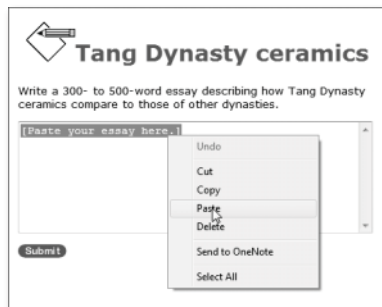 Tang Dynasty ceramics
Write a 300- to 500-word essay describing how Tang Dynasty
ceramics compare to those of other dynasties.
[Paste your essay here.]
Undo
Cut
Copy
Paste
Delete
Send to OneNote
Select All
Submit